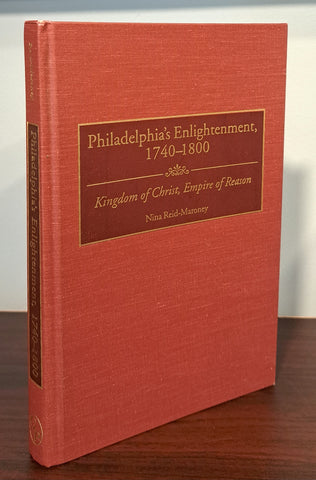 Philadelphia's Enlightenment,
1740–1800
Kingdom of Christ, Empire of Reason
Nina Reid-Maroney
Philadelphia's Enlightenment, 1740–1800